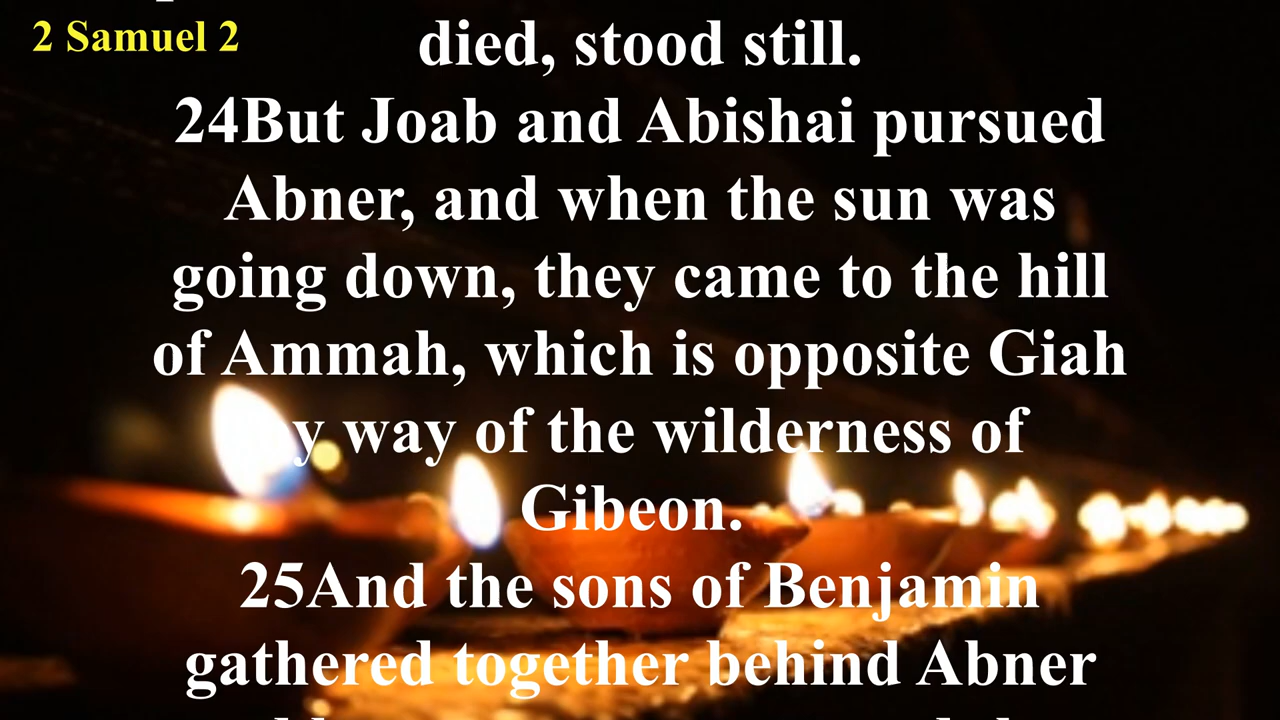 2 Samuel 2
died, stood still.
24But Joab and Abishai pursued
Abner, and when the sun was
going down, they came to the hill
of Ammah, which is opposite Giah
way of the wilderness of
Gibeon.
25And the sons of Benjamin
gathered together behind Abner